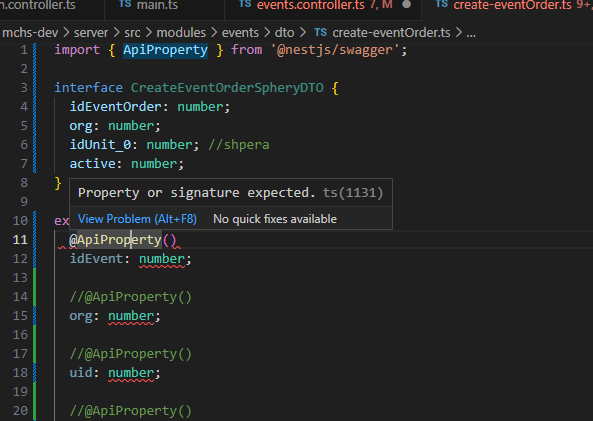 n.controller.ts
TS main.ts
TS events.controller.ts 7, M
TS create-eventOrder.ts 9+,
mchs-dev > server > src > modules > events > dto > TS create-eventOrder.ts > ...
1 import { ApiProperty } from '@nestjs/swagger';
2
3 interface CreateEventOrderSpheryDTO {
4 idEventOrder: number;
5 org: number;
6 idUnit_0: number; //shpera
7 active: number;
8 }
9
Property or signature expected. ts(1131)
View Problem (Alt+F8) No quick fixes available
10 ex
11 @ApiProperty()
12 idEvent: number;
13
14 //@ApiProperty()
15 org: number;
16
17 //@ApiProperty()
18 uid: number;
19
20 //@ApiProperty()